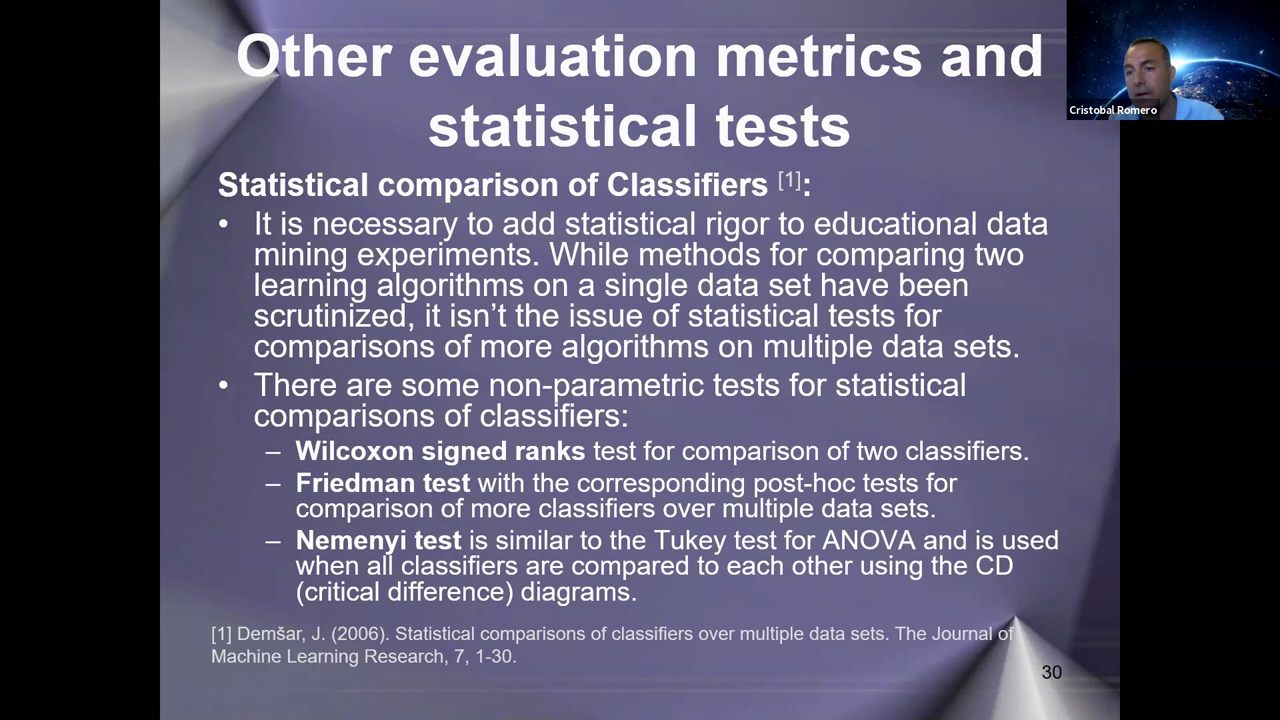 Other evaluation metrics and
statistical tests
Cristobal Romero
Statistical comparison of Classifiers [1]:
• It is necessary to add statistical rigor to educational data
mining experiments. While methods for comparing two
learning algorithms on a single data set have been
scrutinized, it isn’t the issue of statistical tests for
comparisons of more algorithms on multiple data sets.
• There are some non-parametric tests for statistical
comparisons of classifiers:
– Wilcoxon signed ranks test for comparison of two classifiers.
– Friedman test with the corresponding post-hoc tests for
comparison of more classifiers over multiple data sets.
– Nemenyi test is similar to the Tukey test for ANOVA and is used
when all classifiers are compared to each other using the CD
(critical difference) diagrams.
[1] Demšar, J. (2006). Statistical comparisons of classifiers over multiple data sets. The Journal of
Machine Learning Research, 7, 1-30.
30